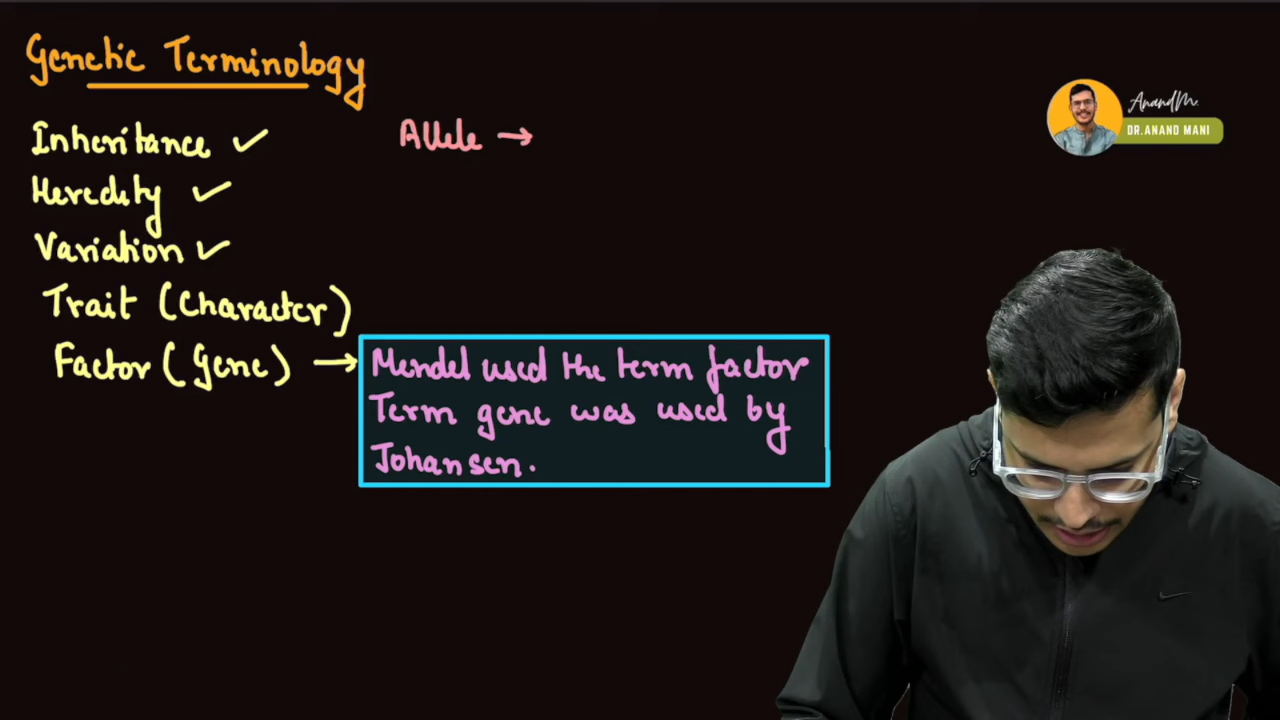 Genetic Terminology
Inheritance ✓
Heredity ✓
Variation ✓
Trait (Character)
Factor (Gene) →
Mendel used the term factor
Term gene was used by
Johansen.
Allele →
AnandM.
DR.ANAND MANI